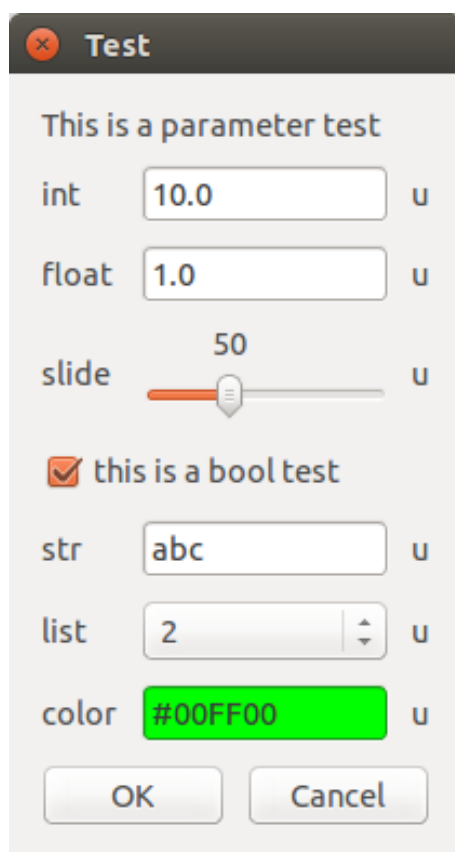 Test
This is a parameter test
int 10.0 u
float 1.0 u
50
slide u
this is a bool test
str abc u
list 2 u
color #00FF00 u
OK Cancel